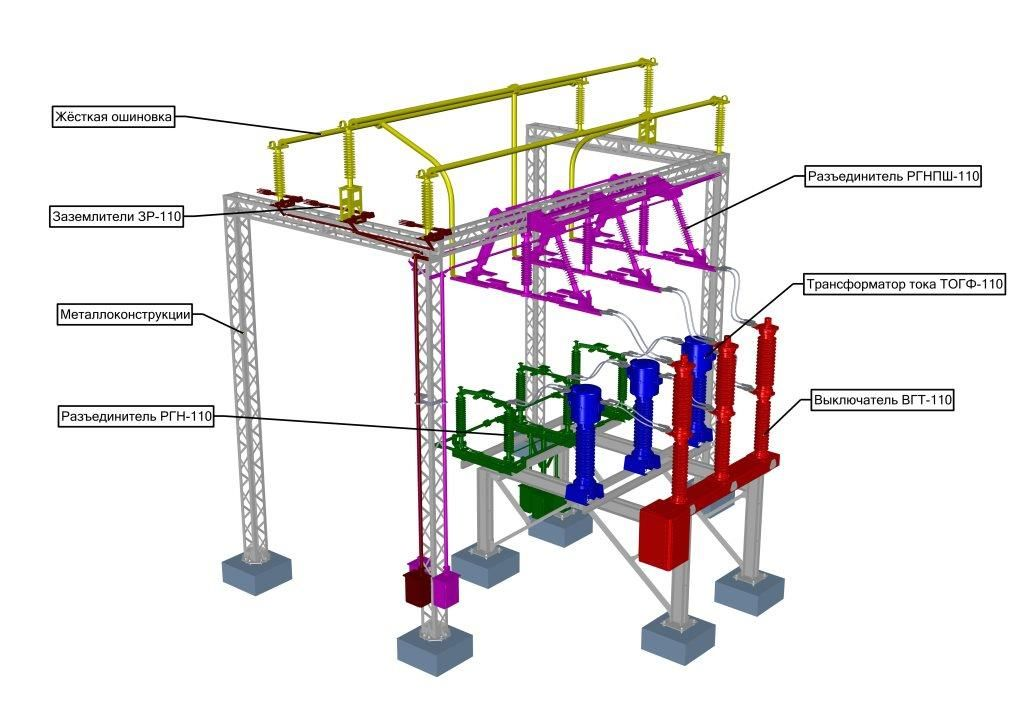 Жёсткая ошиновка
Разъединитель РГНПШ-110
Заземлители ЗР-110
Трансформатор тока ТОГФ-110
Металлоконструкции
Выключатель ВГТ-110
Разъединитель РГН-110